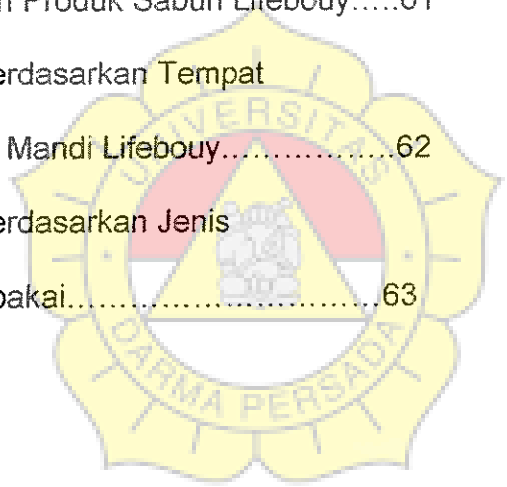 Produk Sabun Lifebouy.....61
erdasarkan Tempat
Mandi Lifebouy................62
erdasarkan Jenis
pakai.............................63
UNIVERSITAS
DARMA PERSADA